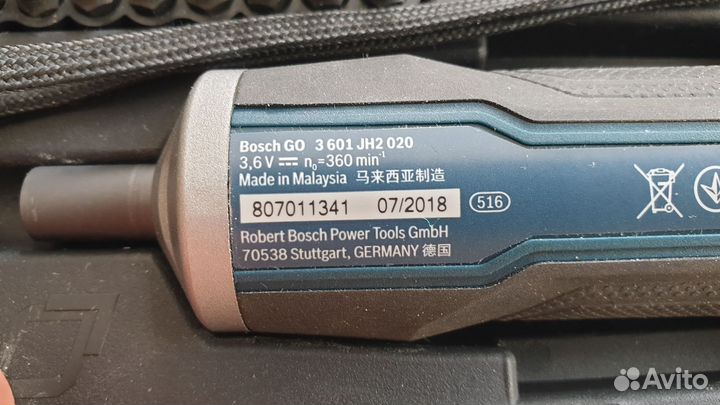 Bosch GO 3 601 JH2 020
3,6 V ⎓ n₀=360 min⁻¹
Made in Malaysia 马来西亚制造
807011341 07/2018 516
Robert Bosch Power Tools GmbH
70538 Stuttgart, GERMANY 德国
Avito